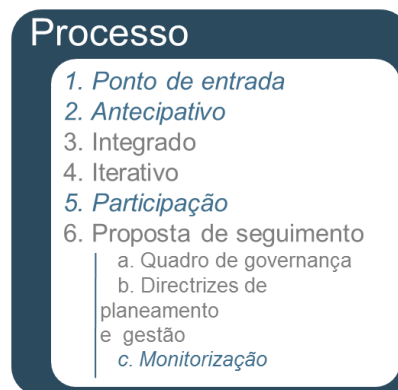 Processo
1. Ponto de entrada
2. Antecipativo
3. Integrado
4. Iterativo
5. Participação
6. Proposta de seguimento
a. Quadro de governança
b. Directrizes de
planeamento
e gestão
c. Monitorização